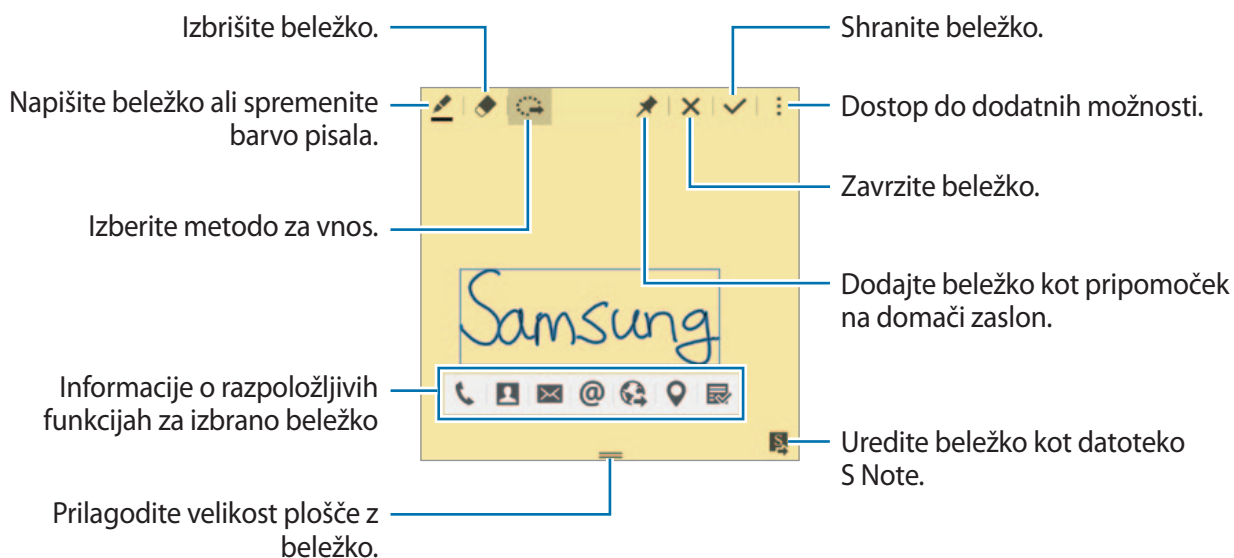 Izbrišite beležko.
Shranite beležko.
Napišite beležko ali spremenite
barvo pisala.
Dostop do dodatnih možnosti.
Zavrzite beležko.
Izberite metodo za vnos.
Dodajte beležko kot pripomoček
na domači zaslon.
Samsung
Informacije o razpoložljivih
funkcijah za izbrano beležko
Uredite beležko kot datoteko
S Note.
Prilagodite velikost plošče z
beležko.